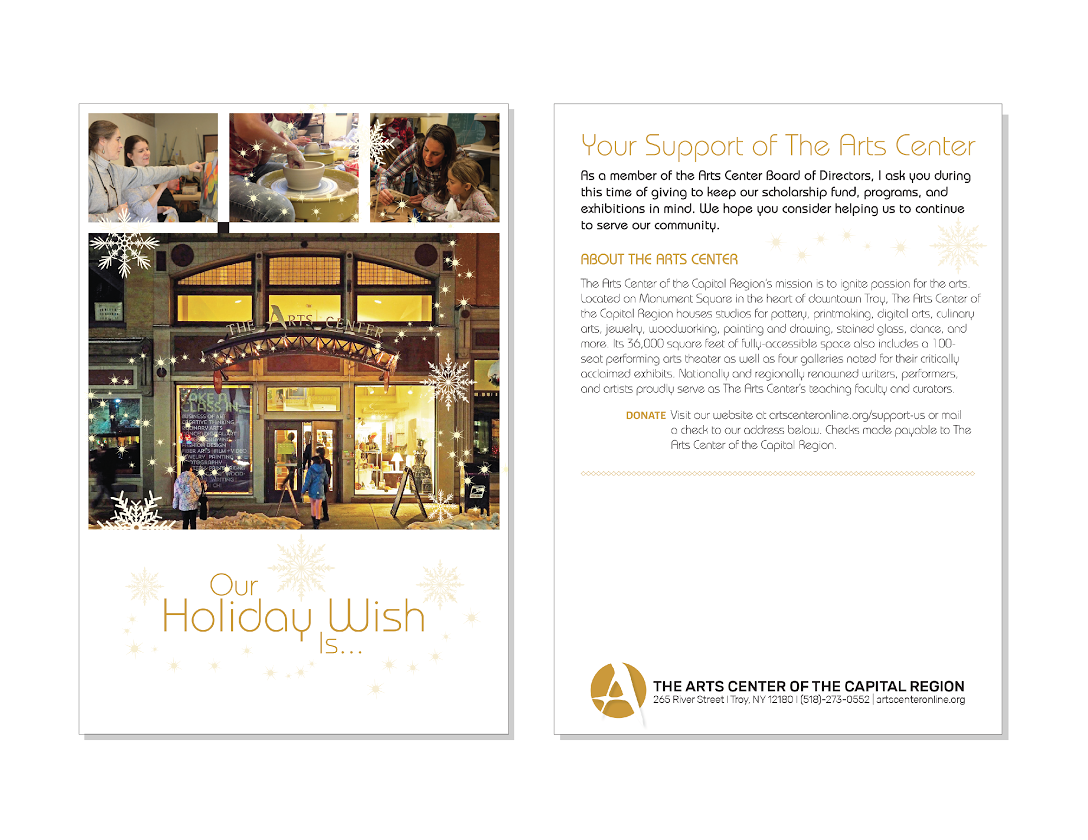 THE ARTS CENTER
TAKE A
CLASS IN:
CREATIVE THINKING
CULINARY ARTS
Our
Holiday Wish
Is...
Your Support of The Arts Center
As a member of the Arts Center Board of Directors, I ask you during
this time of giving to keep our scholarship fund, programs, and
exhibitions in mind. We hope you consider helping us to continue
to serve our community.
ABOUT THE ARTS CENTER
The Arts Center of the Capital Region's mission is to ignite passion for the arts.
Located on Monument Square in the heart of downtown Troy, The Arts Center of
the Capital Region houses studios for pottery, printmaking, digital arts, culinary
arts, jewelry, woodworking, painting and drawing, stained glass, dance, and
more. Its 36,000 square feet of fully-accessible space also includes a 100-
seat performing arts theater as well as four galleries noted for their critically
acclaimed exhibits. Nationally and regionally renowned writers, performers,
and artists proudly serve as The Arts Center's teaching faculty and curators.
DONATE Visit our website at artscenteronline.org/support-us or mail
a check to our address below. Checks made payable to The
Arts Center of the Capital Region.
THE ARTS CENTER OF THE CAPITAL REGION
265 River Street | Troy, NY 12180 | (518)-273-0552 | artscenteronline.org